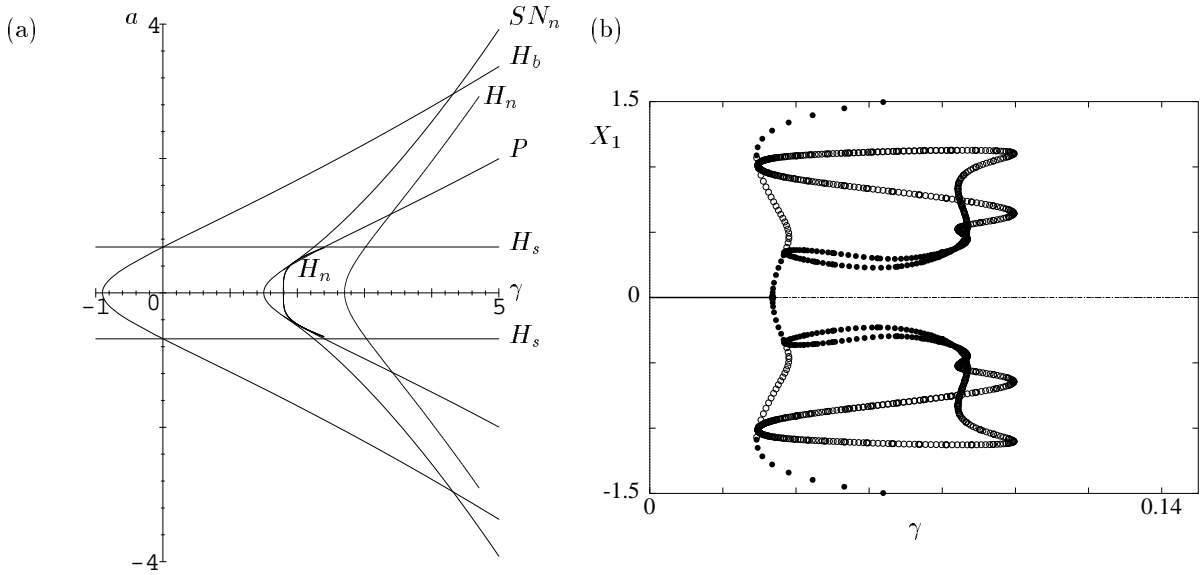 (a)
a
4
SN_n
H_b
H_n
P
H_s
H_n
-1
0
5
γ
H_s
-4
(b)
1.5
X_1
0
-1.5
0
0.14
γ